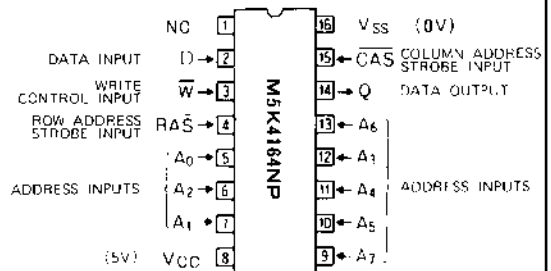 NC 1 16 VSS (0V)
DATA INPUT D 2 15 CAS COLUMN ADDRESS STROBE INPUT
WRITE CONTROL INPUT W 3 14 Q DATA OUTPUT
ROW ADDRESS STROBE INPUT RAS 4 13 A6
A0 5 12 A3
ADDRESS INPUTS A2 6 11 A4 ADDRESS INPUTS
A1 7 10 A5
(5V) VCC 8 9 A7
M5K4164NP